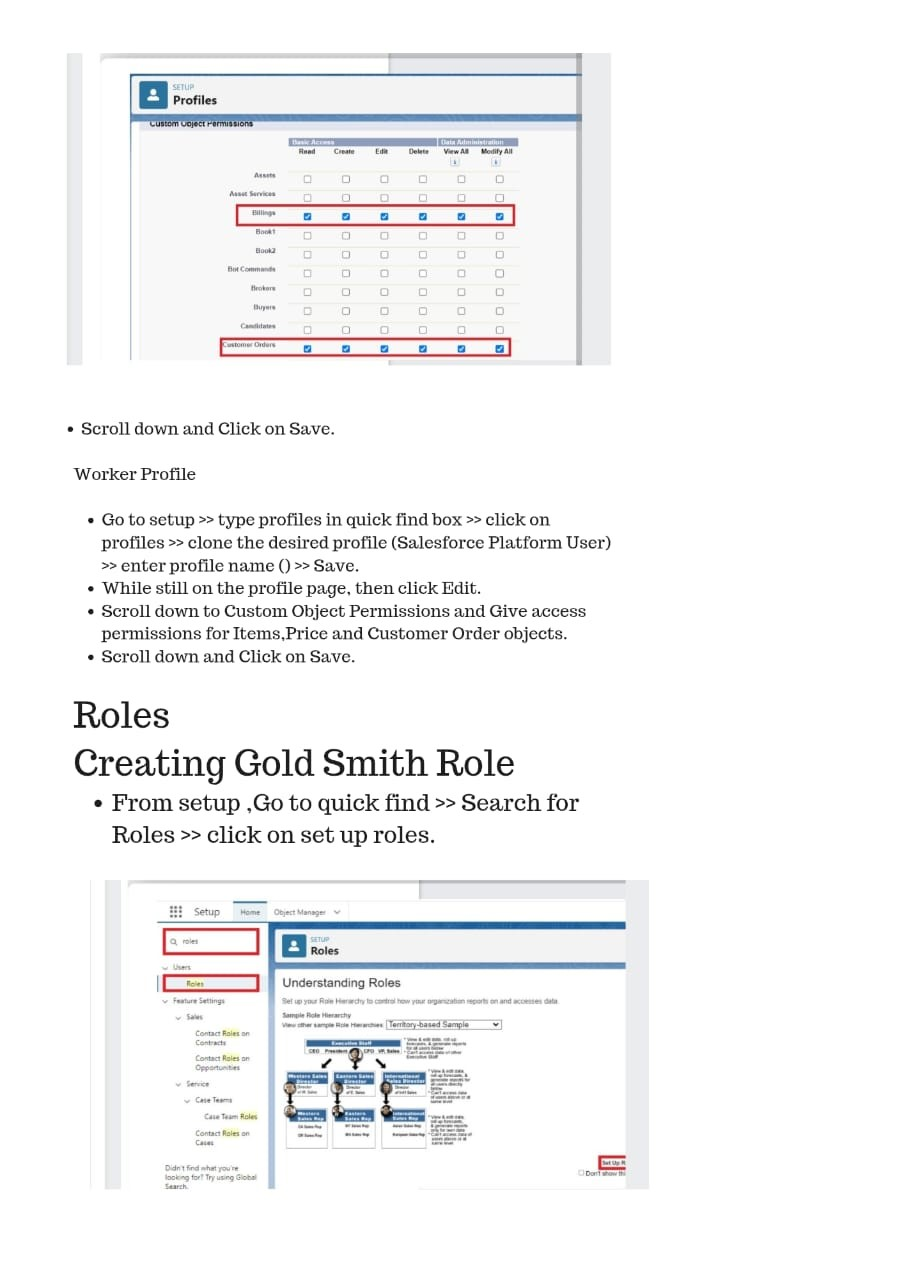 SETUP
Profiles
Custom Object Permissions
Basic Access Data Administration
Read Create Edit Delete View All Modify All
Assets
Asset Services
Billings
Book1
Book2
Bot Commands
Brokers
Buyers
Candidates
Customer Orders
• Scroll down and Click on Save.
Worker Profile
• Go to setup >> type profiles in quick find box >> click on
profiles >> clone the desired profile (Salesforce Platform User)
>> enter profile name () >> Save.
• While still on the profile page, then click Edit.
• Scroll down to Custom Object Permissions and Give access
permissions for Items,Price and Customer Order objects.
• Scroll down and Click on Save.
Roles
Creating Gold Smith Role
• From setup ,Go to quick find >> Search for
Roles >> click on set up roles.
Setup Home Object Manager
roles
Users
Roles
Feature Settings
Sales
Contact Roles on
Contracts
Contact Roles on
Opportunities
Service
Case Teams
Case Team Roles
Contact Roles on
Cases
Didn't find what you're
looking for? Try using Global
Search.
SETUP
Roles
Understanding Roles
Set up your Role Hierarchy to control how your organization reports on and accesses data.
Sample Role Hierarchy
View other sample Role Hierarchies: Territory-based Sample
Executive Staff
CEO President CFO VP, Sales
Western Sales
Director
Eastern Sales
Director
International
Sales Director
Western
Sales Rep
Eastern
Sales Rep
International
Sales Rep
Set Up R
Don't show thi